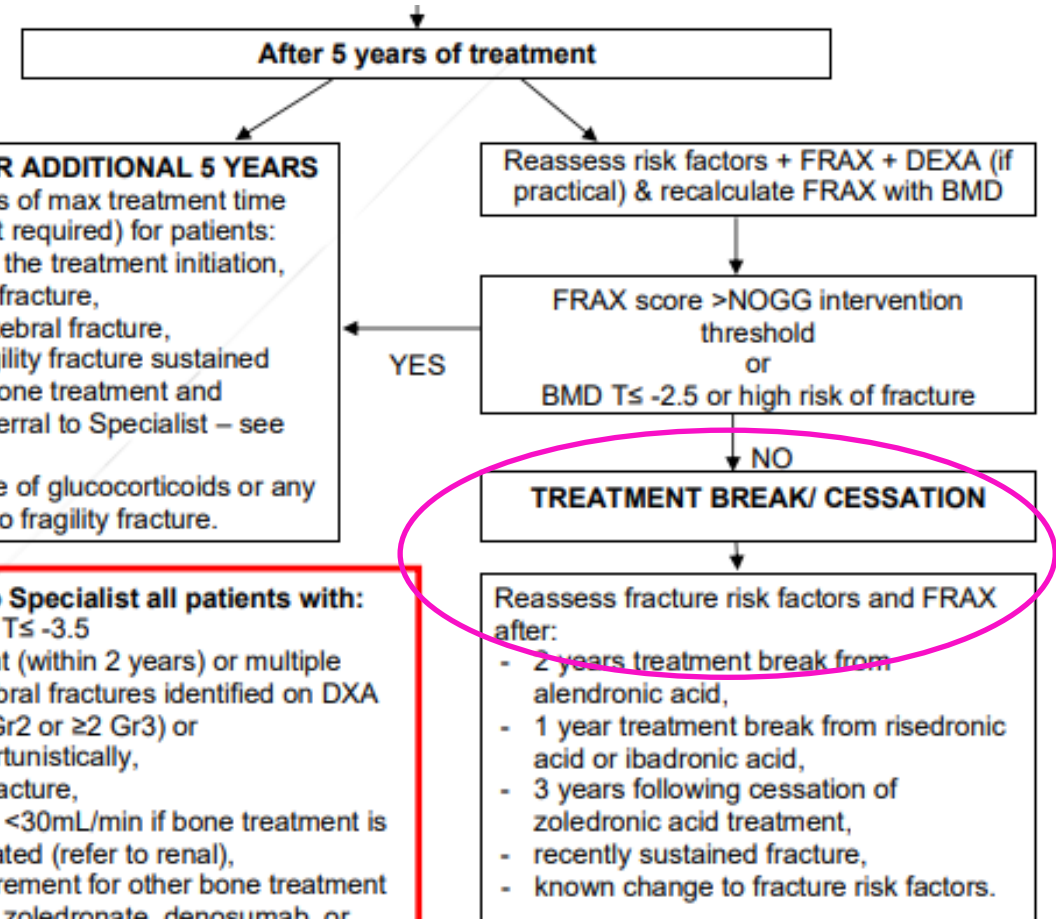 After 5 years of treatment
R ADDITIONAL 5 YEARS
s of max treatment time
t required) for patients:
the treatment initiation,
fracture,
ebral fracture,
gility fracture sustained
one treatment and
erral to Specialist – see
e of glucocorticoids or any
o fragility fracture.
Reassess risk factors + FRAX + DEXA (if
practical) & recalculate FRAX with BMD
FRAX score >NOGG intervention
threshold
or
BMD T≤ -2.5 or high risk of fracture
YES
NO
TREATMENT BREAK/ CESSATION
Reassess fracture risk factors and FRAX
after:
- 2 years treatment break from
alendronic acid,
- 1 year treatment break from risedronic
acid or ibadronic acid,
- 3 years following cessation of
zoledronic acid treatment,
- recently sustained fracture,
- known change to fracture risk factors.
Specialist all patients with:
T≤ -3.5
t (within 2 years) or multiple
oral fractures identified on DXA
Gr2 or ≥2 Gr3) or
rtunistically,
acture,
<30mL/min if bone treatment is
ated (refer to renal),
rement for other bone treatment
zoledronate, denosumab, or